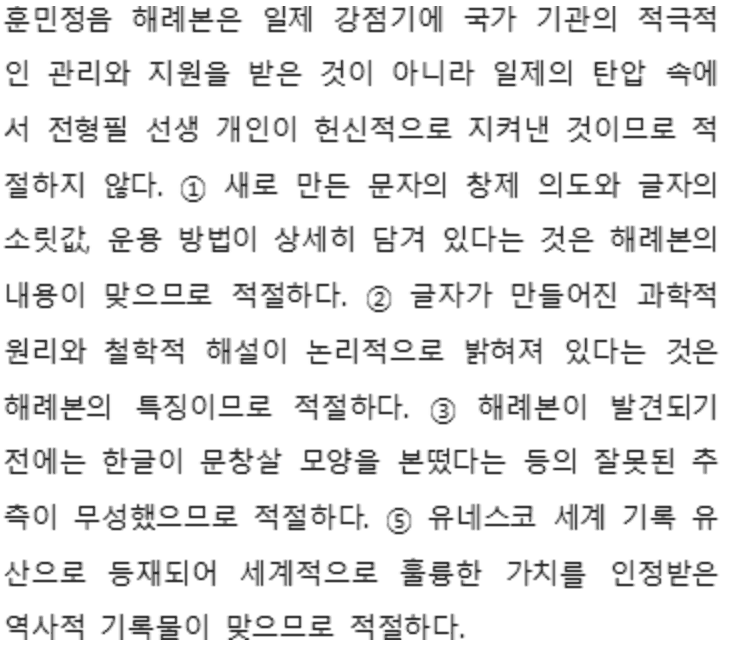 훈민정음 해례본은 일제 강점기에 국가 기관의 적극적
인 관리와 지원을 받은 것이 아니라 일제의 탄압 속에
서 전형필 선생 개인이 헌신적으로 지켜낸 것이므로 적
절하지 않다. ① 새로 만든 문자의 창제 의도와 글자의
소릿값, 운용 방법이 상세히 담겨 있다는 것은 해례본의
내용이 맞으므로 적절하다. ② 글자가 만들어진 과학적
원리와 철학적 해설이 논리적으로 밝혀져 있다는 것은
해례본의 특징이므로 적절하다. ③ 해례본이 발견되기
전에는 한글이 문창살 모양을 본떴다는 등의 잘못된 추
측이 무성했으므로 적절하다. ⑤ 유네스코 세계 기록 유
산으로 등재되어 세계적으로 훌륭한 가치를 인정받은
역사적 기록물이 맞으므로 적절하다.